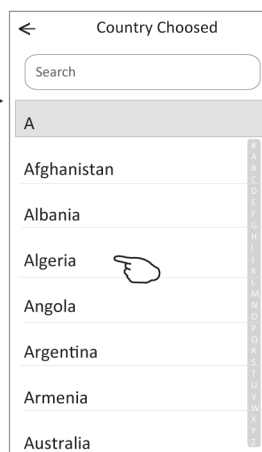 Country Choosed
Search
A
Afghanistan
Albania
Algeria
Angola
Argentina
Armenia
Australia
#
A
B
C
D
E
F
G
H
I
J
K
L
M
N
O
P
Q
R
S
T
U
V
W
X
Y
Z